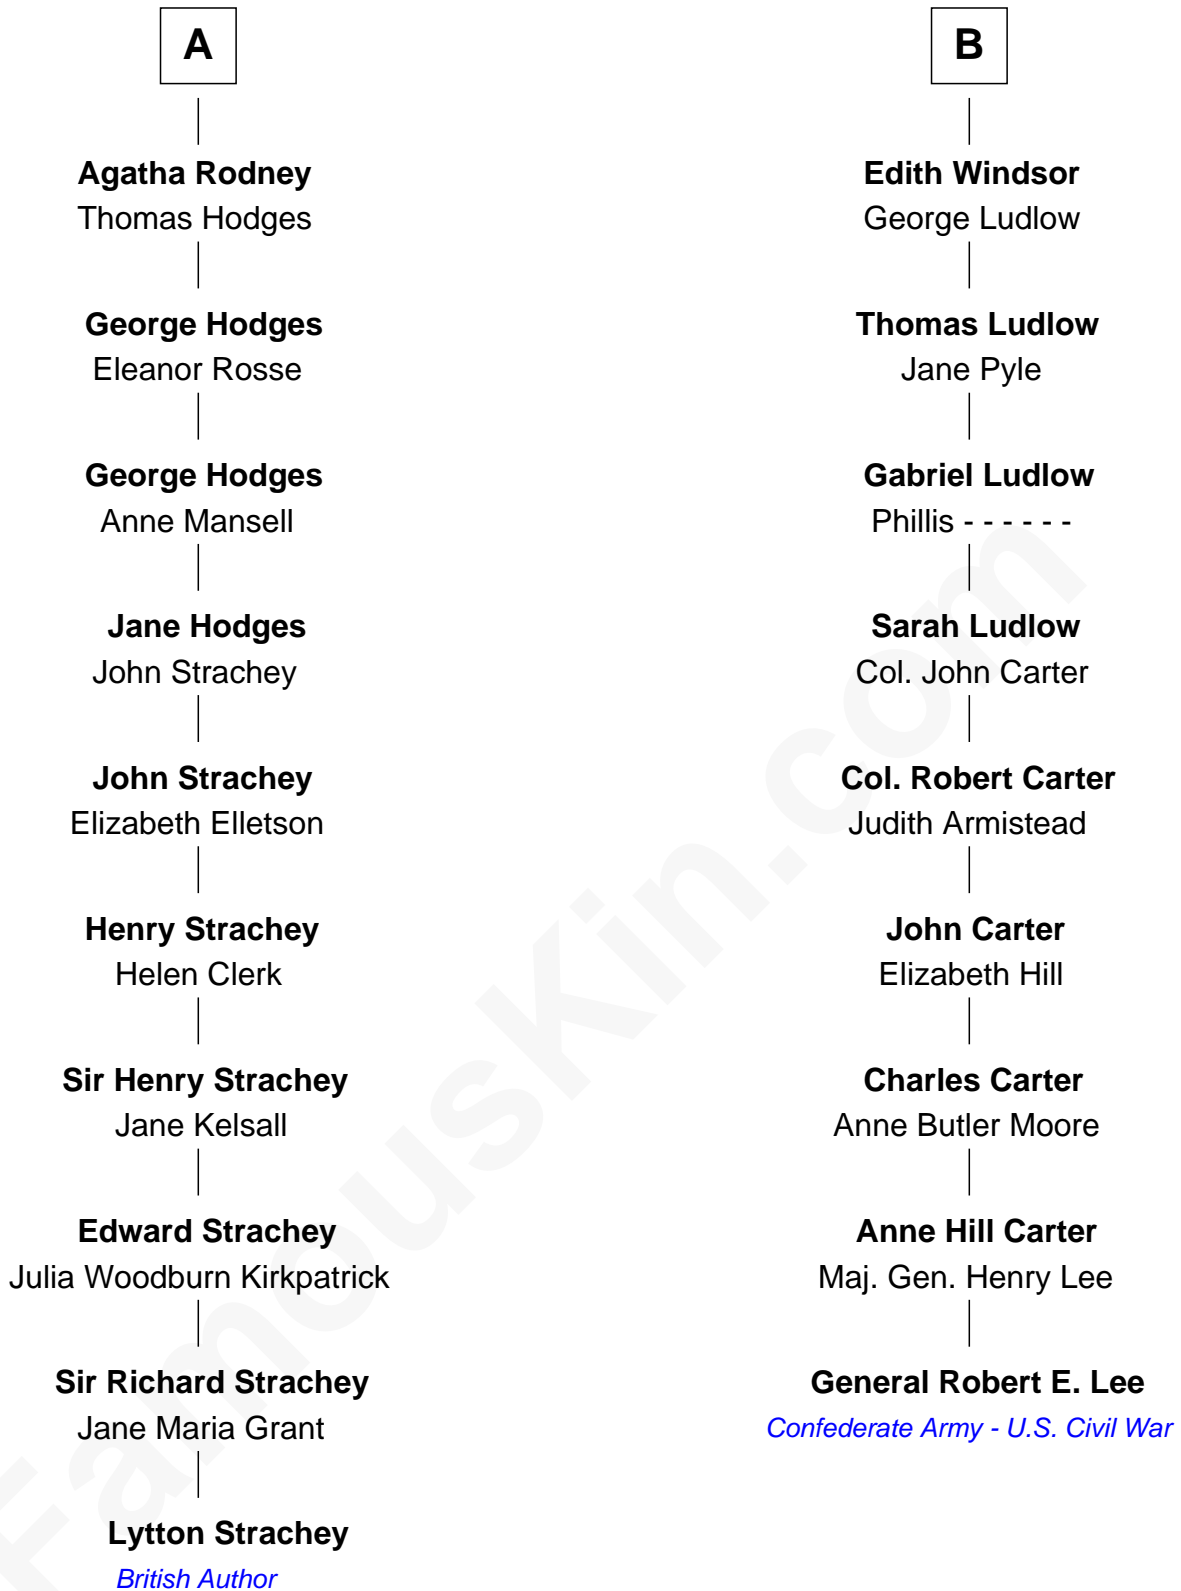 A
Agatha Rodney
Thomas Hodges
George Hodges
Eleanor Rosse
George Hodges
Anne Mansell
Jane Hodges
John Strachey
John Strachey
Elizabeth Elletson
Henry Strachey
Helen Clerk
Sir Henry Strachey
Jane Kelsall
Edward Strachey
Julia Woodburn Kirkpatrick
Sir Richard Strachey
Jane Maria Grant
Lytton Strachey
British Author
B
Edith Windsor
George Ludlow
Thomas Ludlow
Jane Pyle
Gabriel Ludlow
Phillis - - - - - -
Sarah Ludlow
Col. John Carter
Col. Robert Carter
Judith Armistead
John Carter
Elizabeth Hill
Charles Carter
Anne Butler Moore
Anne Hill Carter
Maj. Gen. Henry Lee
General Robert E. Lee
Confederate Army - U.S. Civil War
FamousKin.com